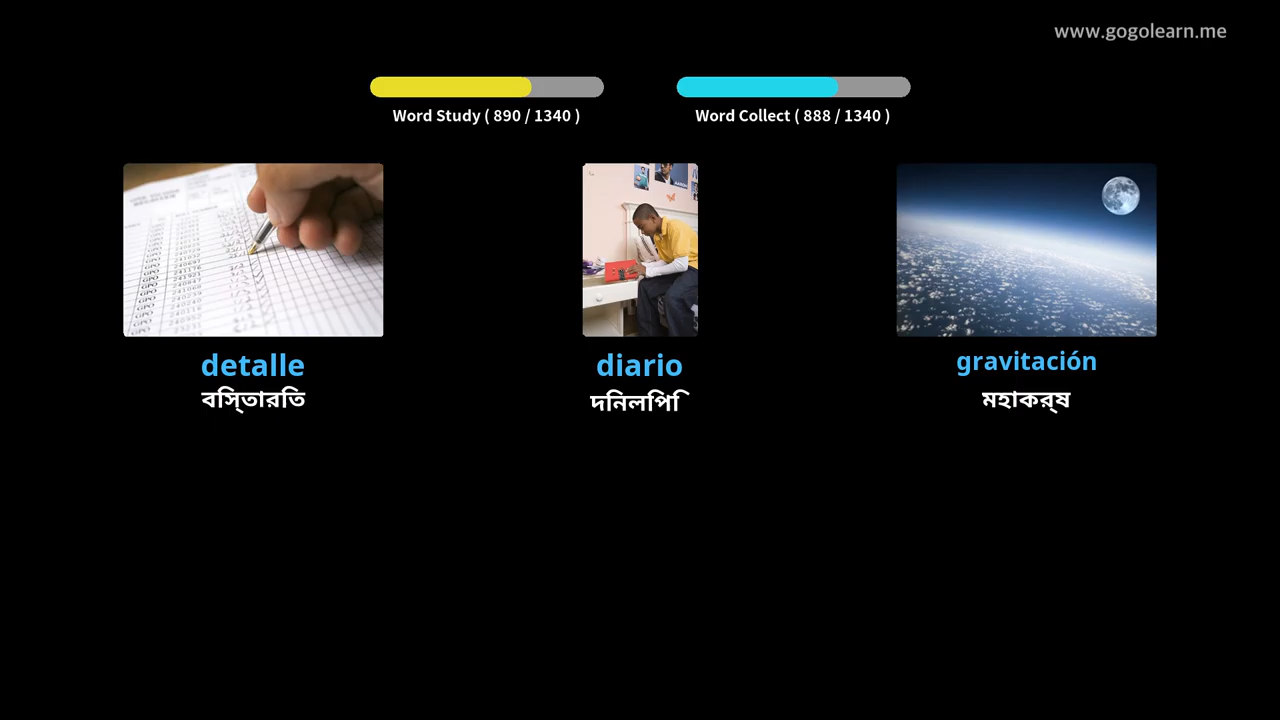 www.gogolearn.me
Word Study ( 890 / 1340 )
Word Collect ( 888 / 1340 )
detalle
diario
gravitación
বিস্তারিত
দিনলিপি
মহাকর্ষ